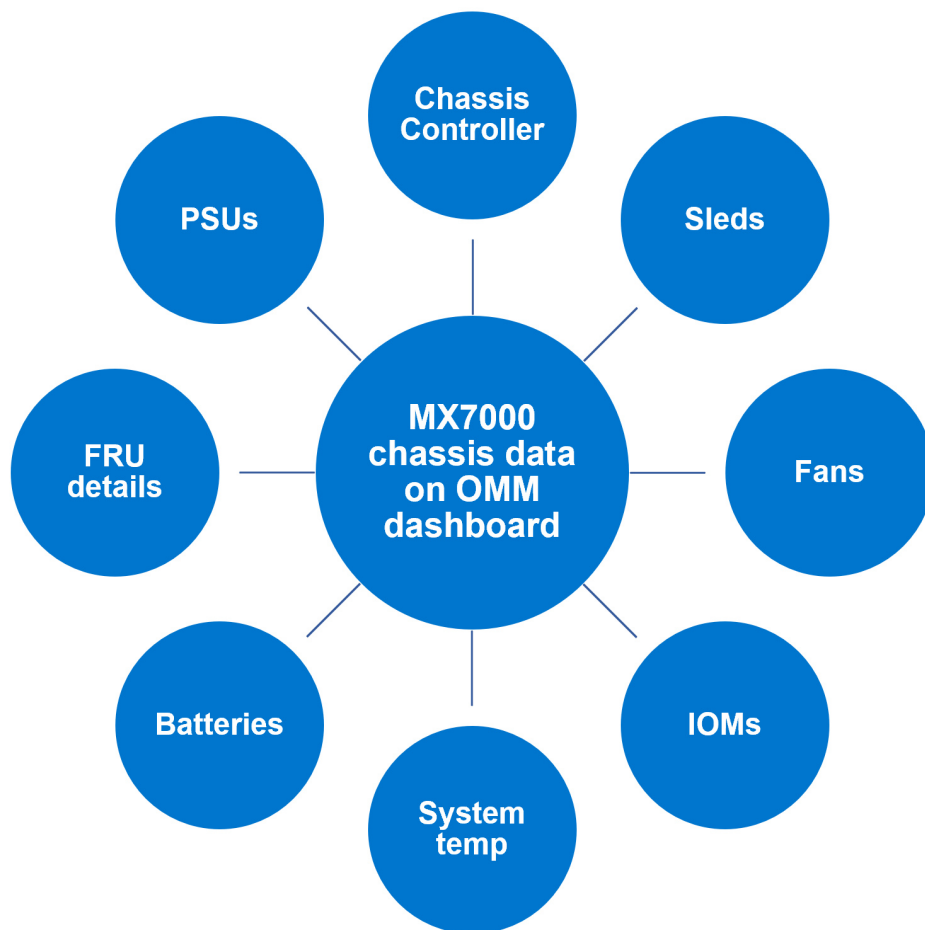 Chassis
Controller
PSUs
Sleds
MX7000
chassis data
on OMM
dashboard
FRU
details
Fans
Batteries
IOMs
System
temp